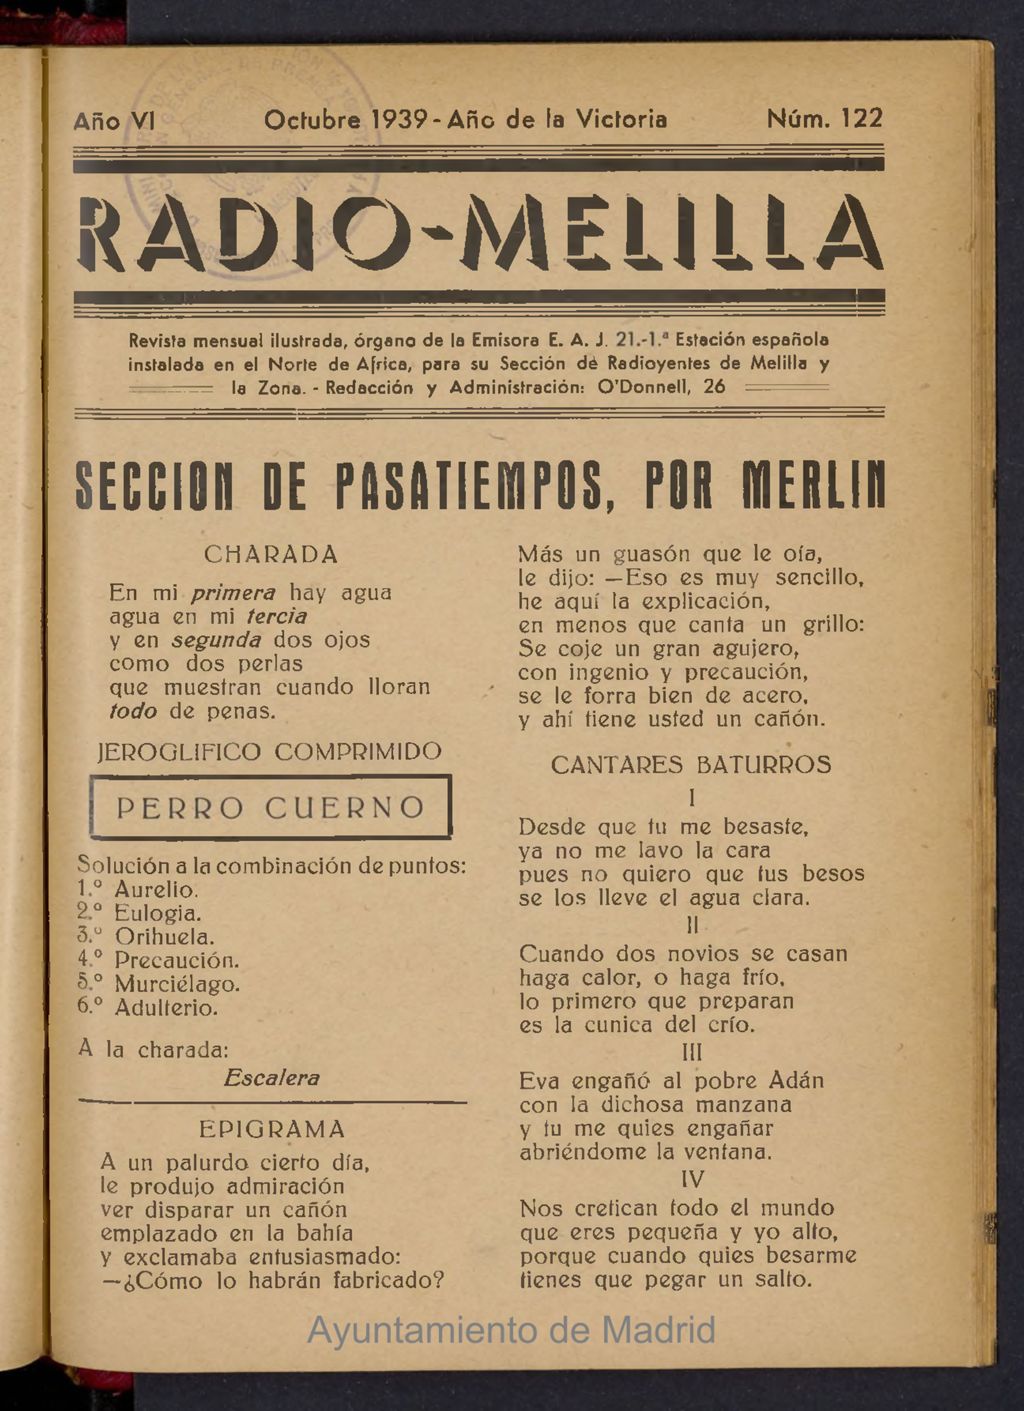 Año VI Octubre 1939 - Año de la Victoria Núm. 122
RADIO-MELILLA
Revista mensual ilustrada, órgano de la Emisora E. A. J. 21.-1.ª Estación española
instalada en el Norte de Africa, para su Sección dé Radioyentes de Melilla y
la Zona. - Redacción y Administración: O'Donnell, 26
SECCION DE PASATIEMPOS, POR MERLIN
CHARADA
En mi primera hay agua
agua en mi tercia
y en segunda dos ojos
como dos perlas
que muestran cuando lloran
todo de penas.
JEROGLIFICO COMPRIMIDO
PERRO CUERNO
Solución a la combinación de puntos:
1.º Aurelio.
2.º Eulogia.
3.º Orihuela.
4.º Precaución.
5.º Murciélago.
6.º Adulterio.
A la charada:
Escalera
EPIGRAMA
A un palurdo cierto día,
le produjo admiración
ver disparar un cañón
emplazado en la bahía
y exclamaba entusiasmado:
—¿Cómo lo habrán fabricado?
Más un guasón que le oía,
le dijo: —Eso es muy sencillo,
he aquí la explicación,
en menos que canta un grillo:
Se coje un gran agujero,
con ingenio y precaución,
se le forra bien de acero,
y ahí tiene usted un cañón.
CANTARES BATURROS
I
Desde que tu me besaste,
ya no me lavo la cara
pues no quiero que tus besos
se los lleve el agua clara.
II
Cuando dos novios se casan
haga calor, o haga frío,
lo primero que preparan
es la cunica del crío.
III
Eva engañó al pobre Adán
con la dichosa manzana
y tu me quies engañar
abriéndome la ventana.
IV
Nos cretican todo el mundo
que eres pequeña y yo alto,
porque cuando quies besarme
tienes que pegar un salto.
Ayuntamiento de Madrid